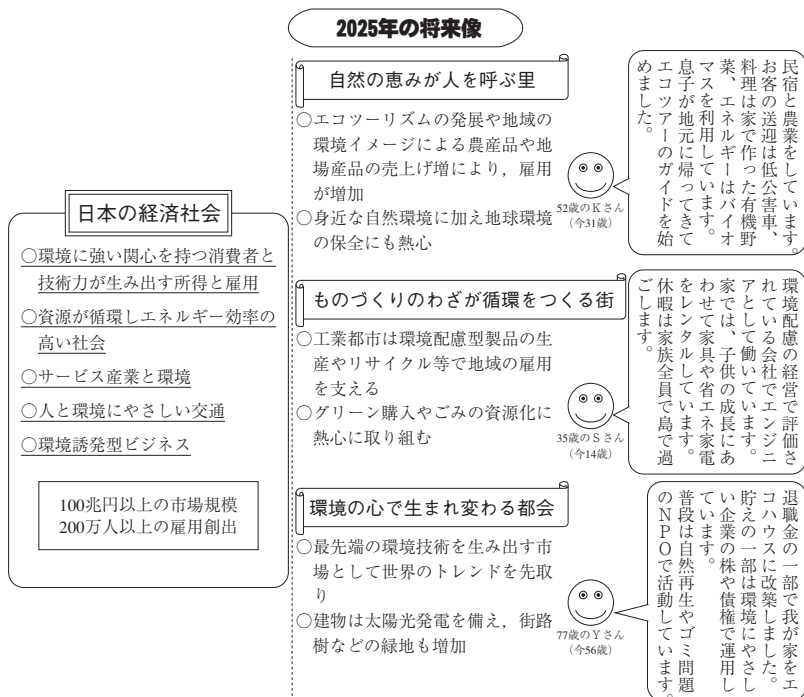 2025年の将来像
日本の経済社会
○環境に強い関心を持つ消費者と
技術力が生み出す所得と雇用
○資源が循環しエネルギー効率の
高い社会
○サービス産業と環境
○人と環境にやさしい交通
○環境誘発型ビジネス
100兆円以上の市場規模
200万人以上の雇用創出
自然の恵みが人を呼ぶ里
○エコツーリズムの発展や地域の
環境イメージによる農産品や地
場産品の売上げ増により，雇用
が増加
○身近な自然環境に加え地球環境
の保全にも熱心
52歳のKさん
（今31歳）
民宿と農業をしています。
お客の送迎は低公害車、
料理は家で作った有機野
菜、エネルギーはバイオ
マスを利用しています。
息子が地元に帰ってきて
エコツアーのガイドを始
めました。
ものづくりのわざが循環をつくる街
○工業都市は環境配慮型製品の生
産やリサイクル等で地域の雇用
を支える
○グリーン購入やごみの資源化に
熱心に取り組む
35歳のSさん
（今14歳）
環境配慮の経営で評価さ
れている会社でエンジニ
アとして働いています。
家では、子供の成長にあ
わせて家具や省エネ家電
をレンタルしています。
休暇は家族全員で島で過
ごします。
環境の心で生まれ変わる都会
○最先端の環境技術を生み出す市
場として世界のトレンドを先取
り
○建物は太陽光発電を備え，街路
樹などの緑地も増加
77歳のYさん
（今56歳）
退職金の一部で我が家をエ
コハウスに改築しました。
貯えの一部は環境にやさし
い企業の株や債権で運用し
ています。
普段は自然再生やゴミ問題
のNPOで活動しています。